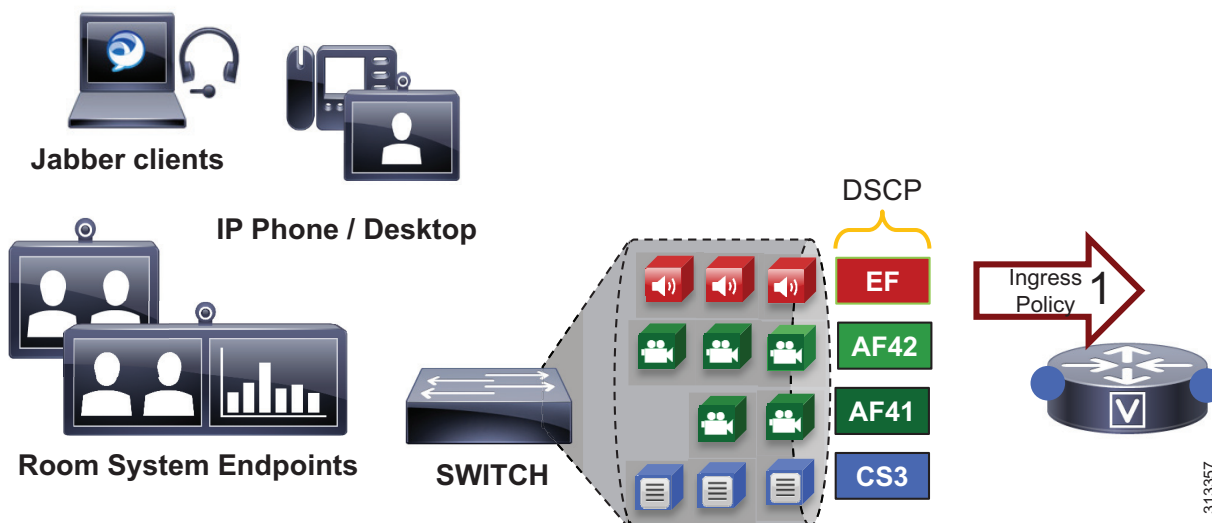 Jabber clients
IP Phone / Desktop
Room System Endpoints
SWITCH
DSCP
EF
AF42
AF41
CS3
Ingress
Policy
1
V
313357